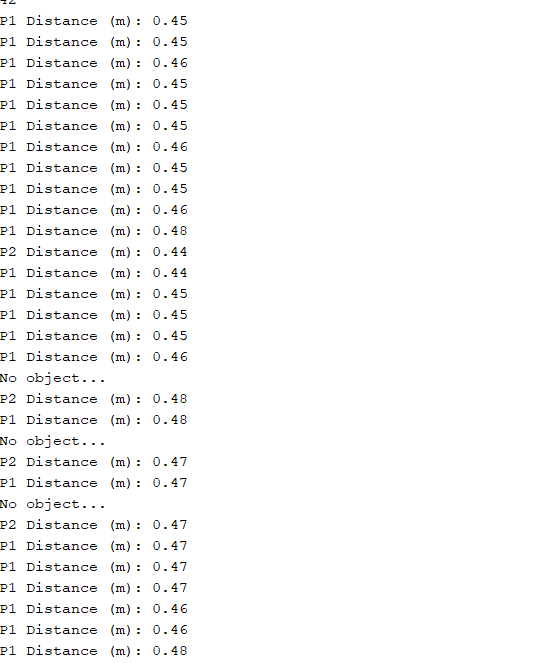 P1 Distance (m): 0.45
P1 Distance (m): 0.45
P1 Distance (m): 0.46
P1 Distance (m): 0.45
P1 Distance (m): 0.45
P1 Distance (m): 0.45
P1 Distance (m): 0.46
P1 Distance (m): 0.45
P1 Distance (m): 0.45
P1 Distance (m): 0.46
P1 Distance (m): 0.48
P2 Distance (m): 0.44
P1 Distance (m): 0.44
P1 Distance (m): 0.45
P1 Distance (m): 0.45
P1 Distance (m): 0.45
P1 Distance (m): 0.46
No object...
P2 Distance (m): 0.48
P1 Distance (m): 0.48
No object...
P2 Distance (m): 0.47
P1 Distance (m): 0.47
No object...
P2 Distance (m): 0.47
P1 Distance (m): 0.47
P1 Distance (m): 0.47
P1 Distance (m): 0.47
P1 Distance (m): 0.46
P1 Distance (m): 0.46
P1 Distance (m): 0.48